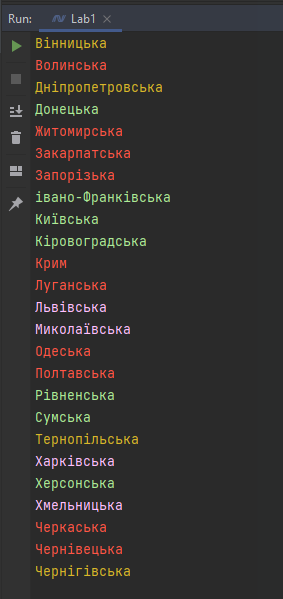 Run: Lab1
Вінницька
Волинська
Дніпропетровська
Донецька
Житомирська
Закарпатська
Запорізька
івано-Франківська
Київська
Кіровоградська
Крим
Луганська
Львівська
Миколаївська
Одеська
Полтавська
Рівненська
Сумська
Тернопільська
Харківська
Херсонська
Хмельницька
Черкаська
Чернівецька
Чернігівська